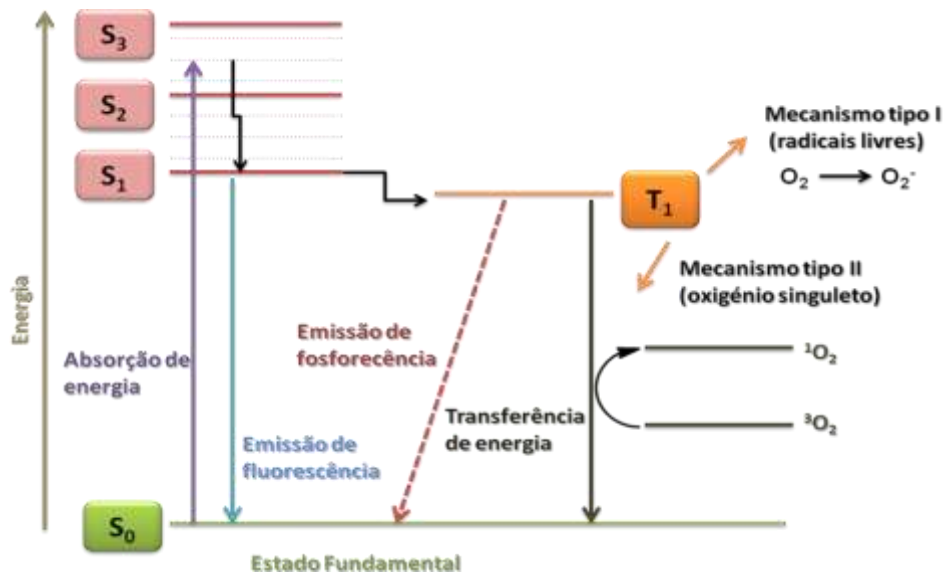 S3
S2
S1
T1
Mecanismo tipo I
(radicais livres)
O2 → O2-
Mecanismo tipo II
(oxigénio singuleto)
Energia
Absorção de
energia
Emissão de
fosforecência
Emissão de
fluorescência
Transferência
de energia
¹O2
³O2
S0
Estado Fundamental